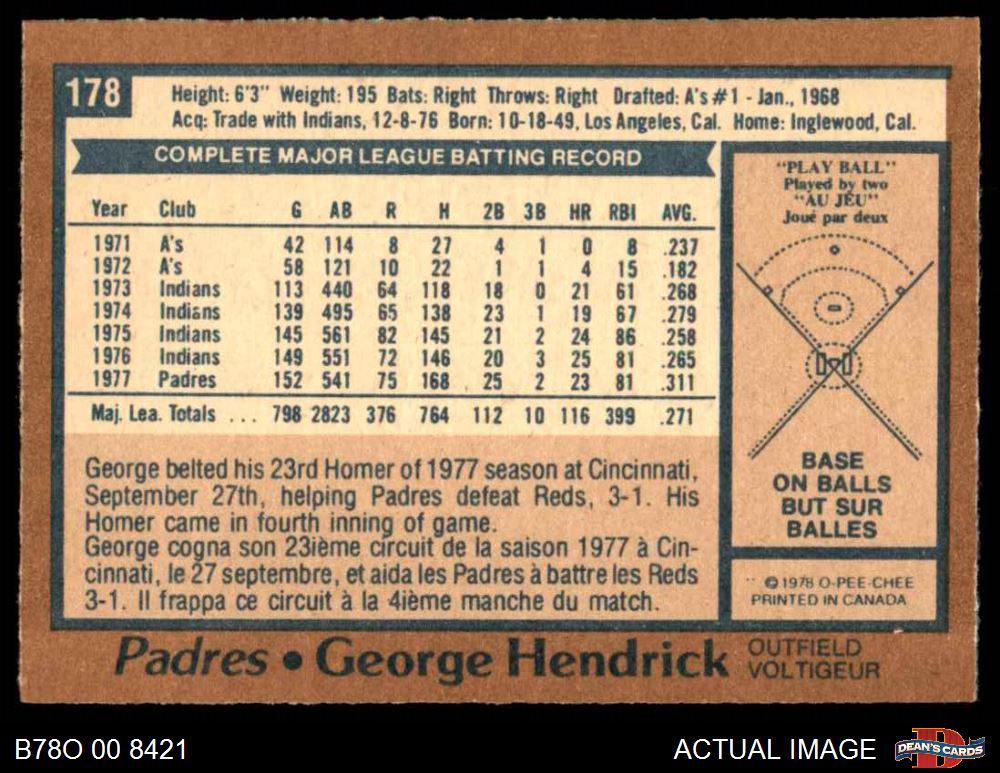 178
Height: 6'3" Weight: 195 Bats: Right Throws: Right Drafted: A's #1 - Jan., 1968
Acq: Trade with Indians, 12-8-76 Born: 10-18-49, Los Angeles, Cal. Home: Inglewood, Cal.
COMPLETE MAJOR LEAGUE BATTING RECORD
Year Club G AB R H 2B 3B HR RBI AVG.
1971 A's 42 114 8 27 4 1 0 8 .237
1972 A's 58 121 10 22 1 1 4 15 .182
1973 Indians 113 440 64 118 18 0 21 61 .268
1974 Indians 139 495 65 138 23 1 19 67 .279
1975 Indians 145 561 82 145 21 2 24 86 .258
1976 Indians 149 551 72 146 20 3 25 81 .265
1977 Padres 152 541 75 168 25 2 23 81 .311
Maj. Lea. Totals ... 798 2823 376 764 112 10 116 399 .271
George belted his 23rd Homer of 1977 season at Cincinnati,
September 27th, helping Padres defeat Reds, 3-1. His
Homer came in fourth inning of game.
George cogna son 23ième circuit de la saison 1977 à Cin-
cinnati, le 27 septembre, et aida les Padres à battre les Reds
3-1. Il frappa ce circuit à la 4ième manche du match.
"PLAY BALL"
Played by two
"AU JEU"
Joué par deux
BASE
ON BALLS
BUT SUR
BALLES
© 1978 O-PEE-CHEE
PRINTED IN CANADA
Padres • George Hendrick
OUTFIELD
VOLTIGEUR
B78O 00 8421
ACTUAL IMAGE
DEAN'S CARDS